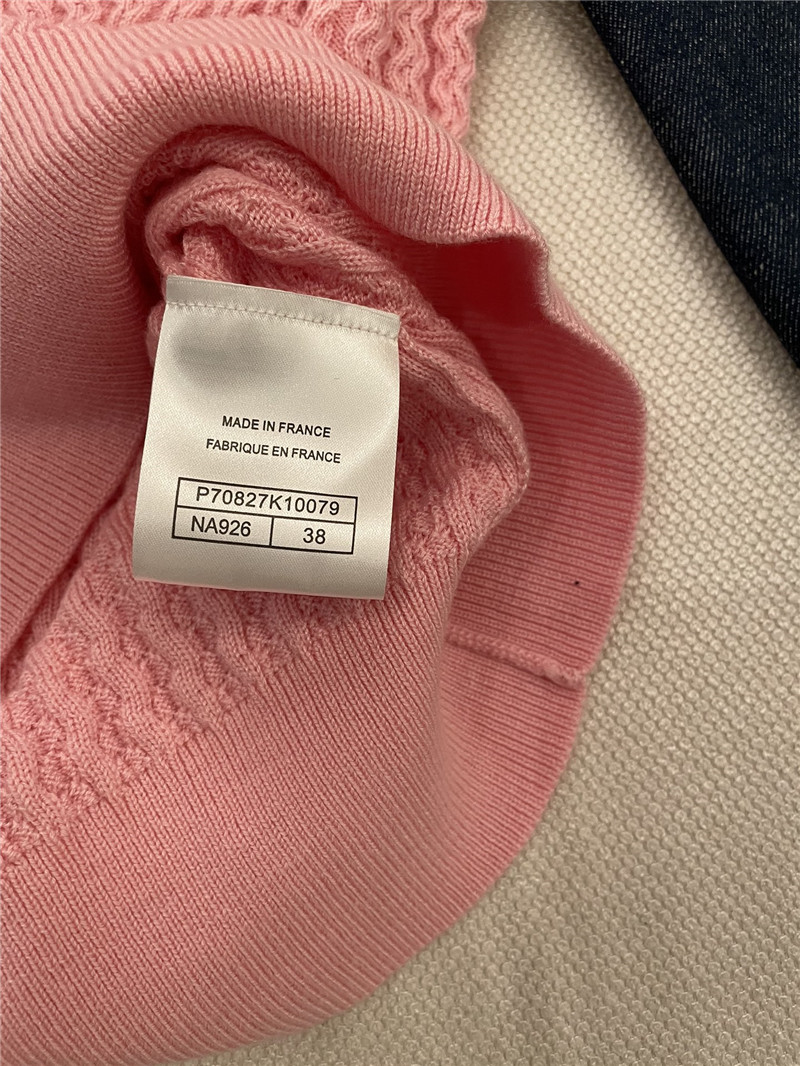 MADE IN FRANCE
FABRIQUE EN FRANCE
P70827K10079
NA926 38